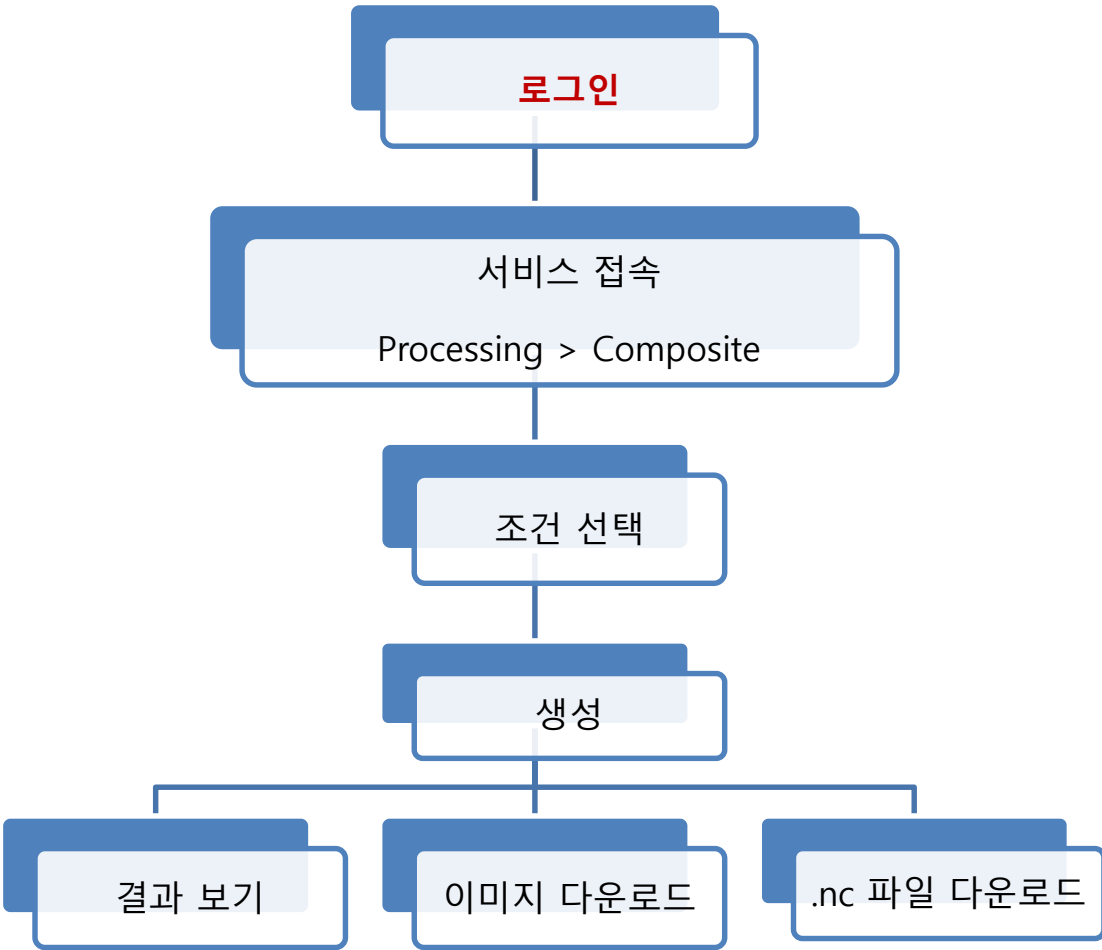 로그인
서비스 접속
Processing > Composite
조건 선택
생성
결과 보기
이미지 다운로드
.nc 파일 다운로드